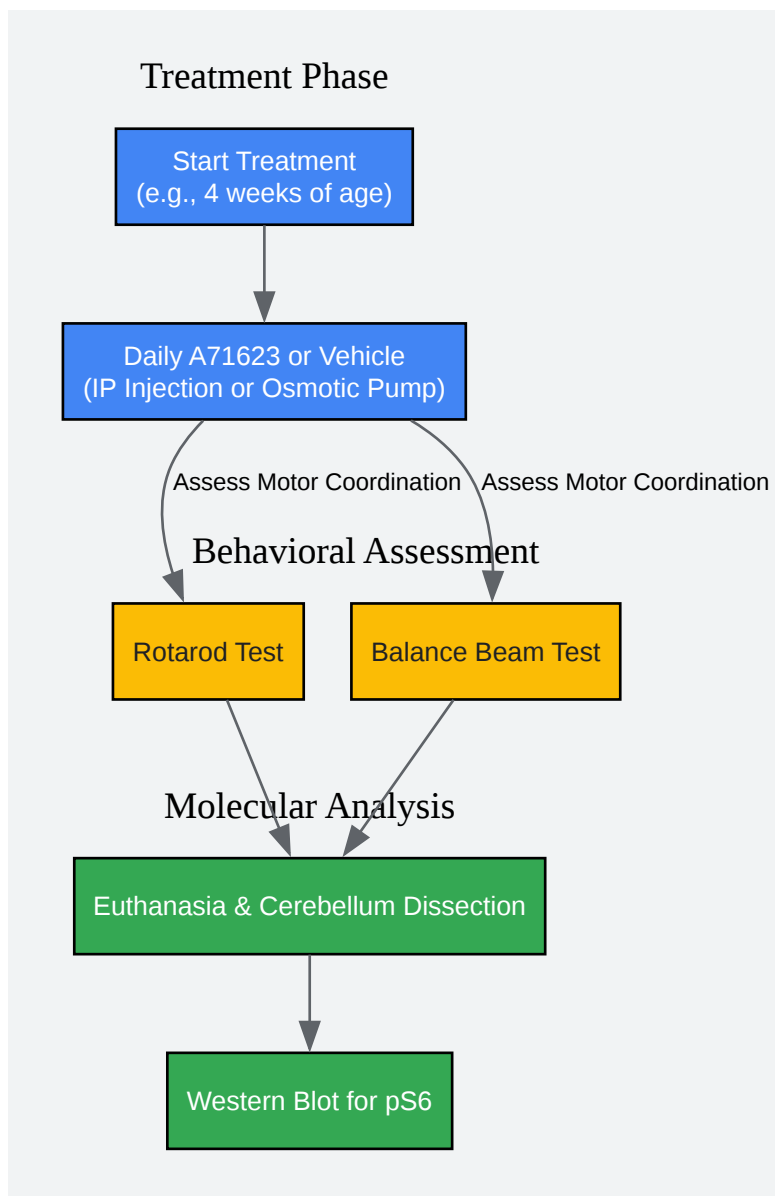 Treatment Phase
Start Treatment
(e.g., 4 weeks of age)
Daily A71623 or Vehicle
(IP Injection or Osmotic Pump)
Assess Motor Coordination
Assess Motor Coordination
Behavioral Assessment
Rotarod Test
Balance Beam Test
Molecular Analysis
Euthanasia & Cerebellum Dissection
Western Blot for pS6